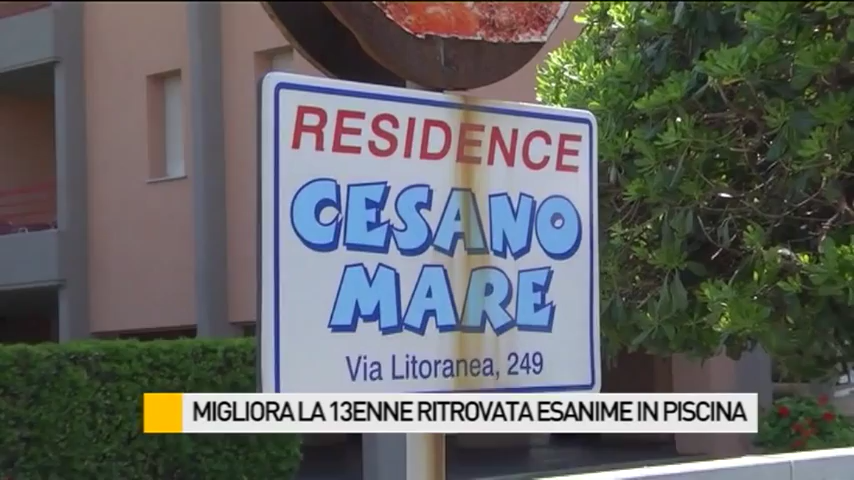 RESIDENCE
CESANO
MARE
Via Litoranea, 249
MIGLIORA LA 13ENNE RITROVATA ESANIME IN PISCINA